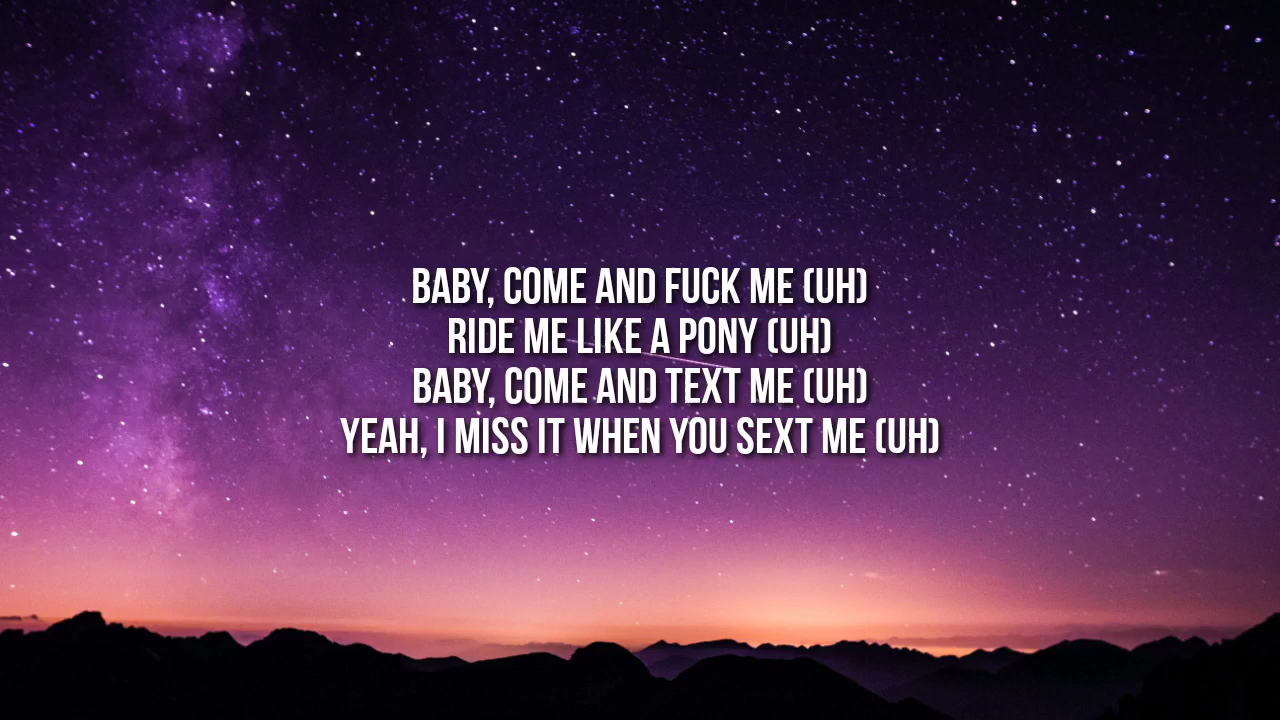 BABY, COME AND FUCK ME (UH)
RIDE ME LIKE A PONY (UH)
BABY, COME AND TEXT ME (UH)
YEAH, I MISS IT WHEN YOU SEXT ME (UH)